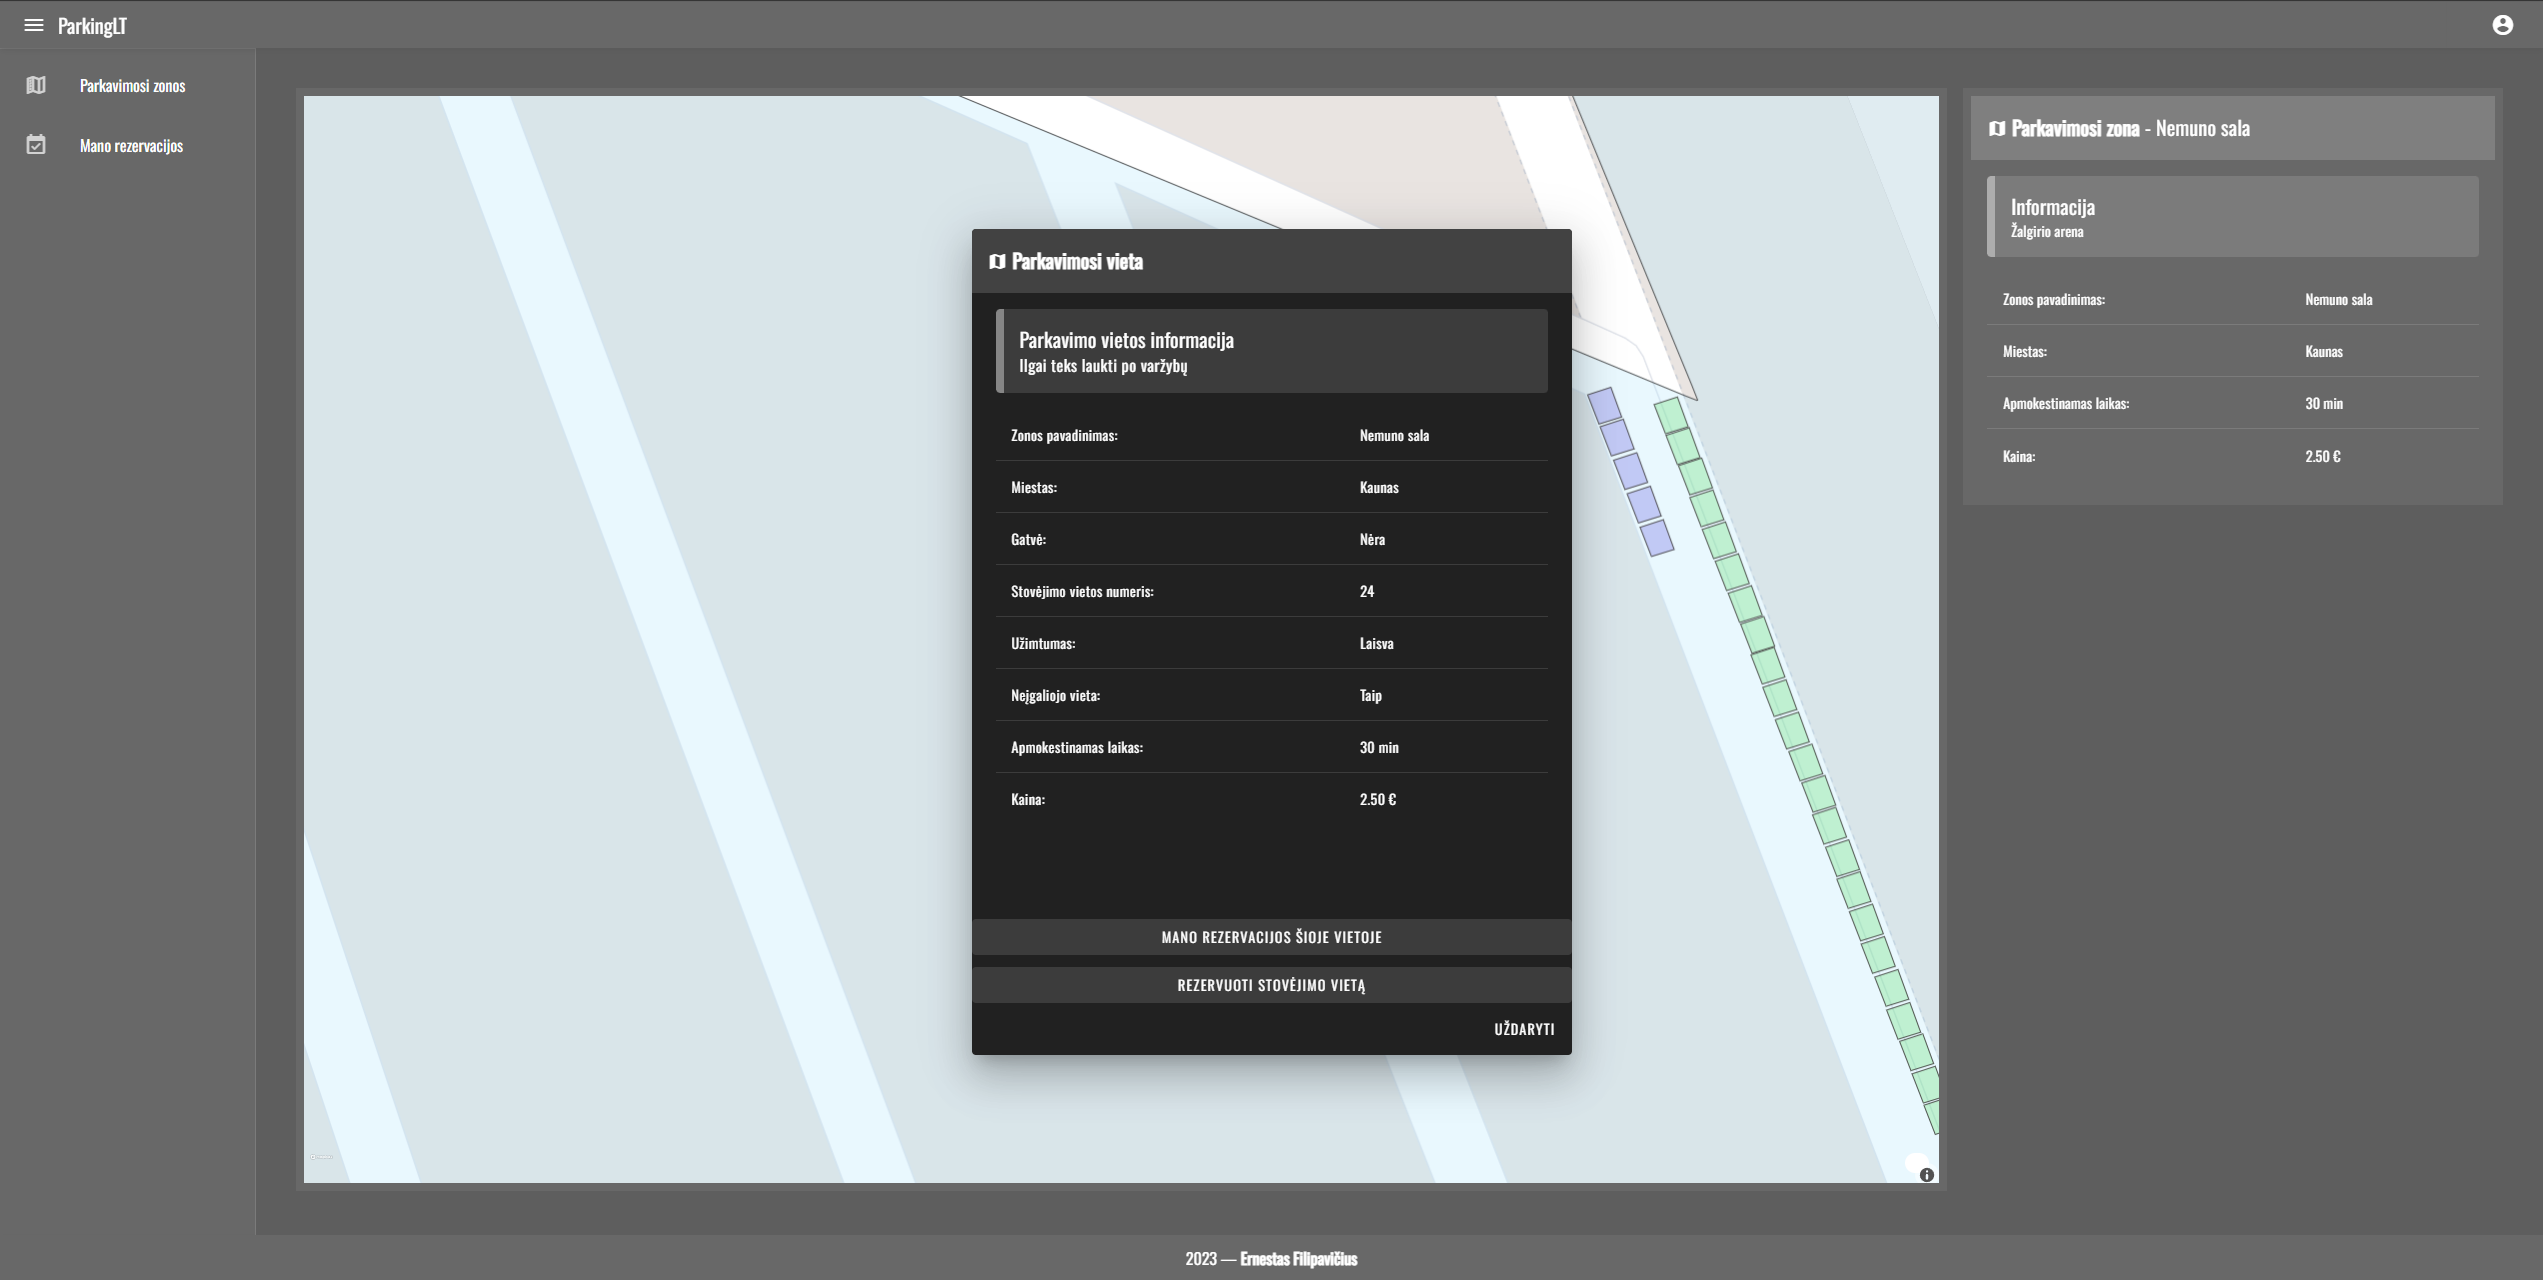 ParkingLT
Parkavimosi zonos
Mano rezervacijos
Parkavimosi vieta
Parkavimo vietos informacija
Ilgai teks laukti po varžybų
Zonos pavadinimas: Nemuno sala
Miestas: Kaunas
Gatvė: Nėra
Stovėjimo vietos numeris: 24
Užimtumas: Laisva
Neįgaliojo vieta: Taip
Apmokestinamas laikas: 30 min
Kaina: 2.50 €
MANO REZERVACIJOS ŠIOJE VIETOJE
REZERVUOTI STOVĖJIMO VIETĄ
UŽDARYTI
Parkavimosi zona - Nemuno sala
Informacija
Žalgirio arena
Zonos pavadinimas: Nemuno sala
Miestas: Kaunas
Apmokestinamas laikas: 30 min
Kaina: 2.50 €
2023 — Ernestas Filipavičius